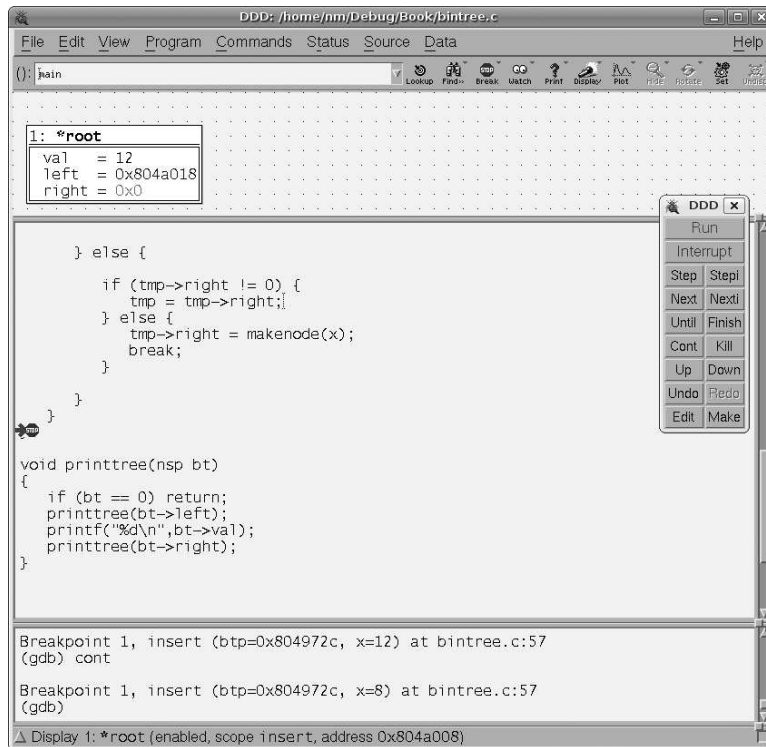 DDD: /home/nm/Debug/Book/bintree.c
File Edit View Program Commands Status Source Data Help
(): main
Lookup Find>> Break Watch Print Display Plot Hide Rotate Set Undisp
1: *root
val = 12
left = 0x804a018
right = 0x0
DDD
Run
Interrupt
Step Stepi
Next Nexti
Until Finish
Cont Kill
Up Down
Undo Redo
Edit Make
} else {
if (tmp->right != 0) {
tmp = tmp->right;
} else {
tmp->right = makenode(x);
break;
}
}
}
STOP
void printtree(nsp bt)
{
if (bt == 0) return;
printtree(bt->left);
printf("%d\n",bt->val);
printtree(bt->right);
}
Breakpoint 1, insert (btp=0x804972c, x=12) at bintree.c:57
(gdb) cont
Breakpoint 1, insert (btp=0x804972c, x=8) at bintree.c:57
(gdb)
Display 1: *root (enabled, scope insert, address 0x804a008)